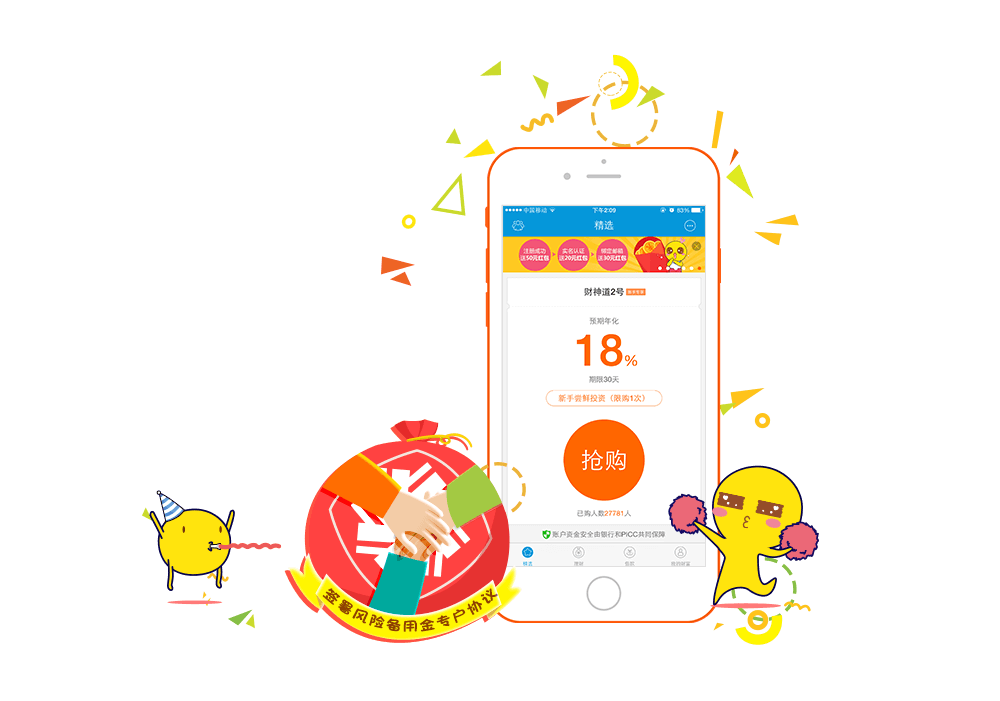 中国移动
下午2:09
83%
精选
注册成功
送50元红包
实名认证
送20元红包
绑定邮箱
送30元红包
财神道2号
预期年化
18%
期限30天
新手尝鲜投资（限购1次）
抢购
已购人数27781人
账户资金安全由银行和PICC共同保障
精选
签署风险备用金专户协议